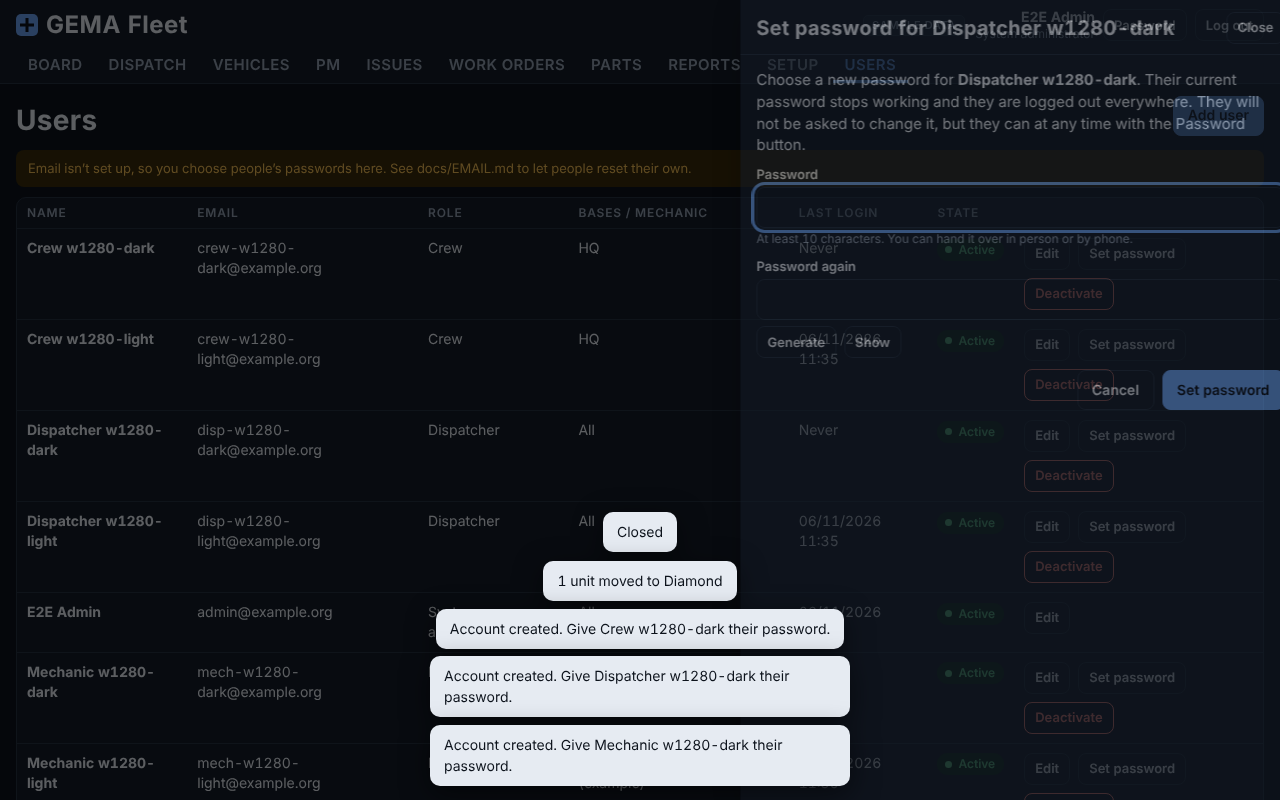 GEMA Fleet
E2E Admin
Password
Log out
BOARD DISPATCH VEHICLES PM ISSUES WORK ORDERS PARTS REPORTS SETUP USERS
Users
Add user
Email isn't set up, so you choose people's passwords here. See docs/EMAIL.md to let people reset their own.
NAME EMAIL ROLE BASES / MECHANIC LAST LOGIN STATE
Crew w1280-dark crew-w1280-
dark@example.org Crew HQ Never Active Edit Set password
Deactivate
Crew w1280-light crew-w1280-
light@example.org Crew HQ 06/11/2026
11:35 Active Edit Set password
Deactivate
Dispatcher w1280-
dark disp-w1280-
dark@example.org Dispatcher All Never Active Edit Set password
Deactivate
Dispatcher w1280-
light disp-w1280-
light@example.org Dispatcher All 06/11/2026
11:35 Active Edit Set password
Deactivate
E2E Admin admin@example.org Active Edit
Mechanic w1280-
dark mech-w1280-
dark@example.org Active Edit Set password
Deactivate
Mechanic w1280-
light mech-w1280-
light@example.org Active Edit Set password
Set password for Dispatcher w1280-dark Close
Choose a new password for Dispatcher w1280-dark. Their current
password stops working and they are logged out everywhere. They will
not be asked to change it, but they can at any time with the Password
button.
Password
At least 10 characters. You can hand it over in person or by phone.
Password again
Generate Show
Cancel Set password
Closed
1 unit moved to Diamond
Account created. Give Crew w1280-dark their password.
Account created. Give Dispatcher w1280-dark their
password.
Account created. Give Mechanic w1280-dark their
password.